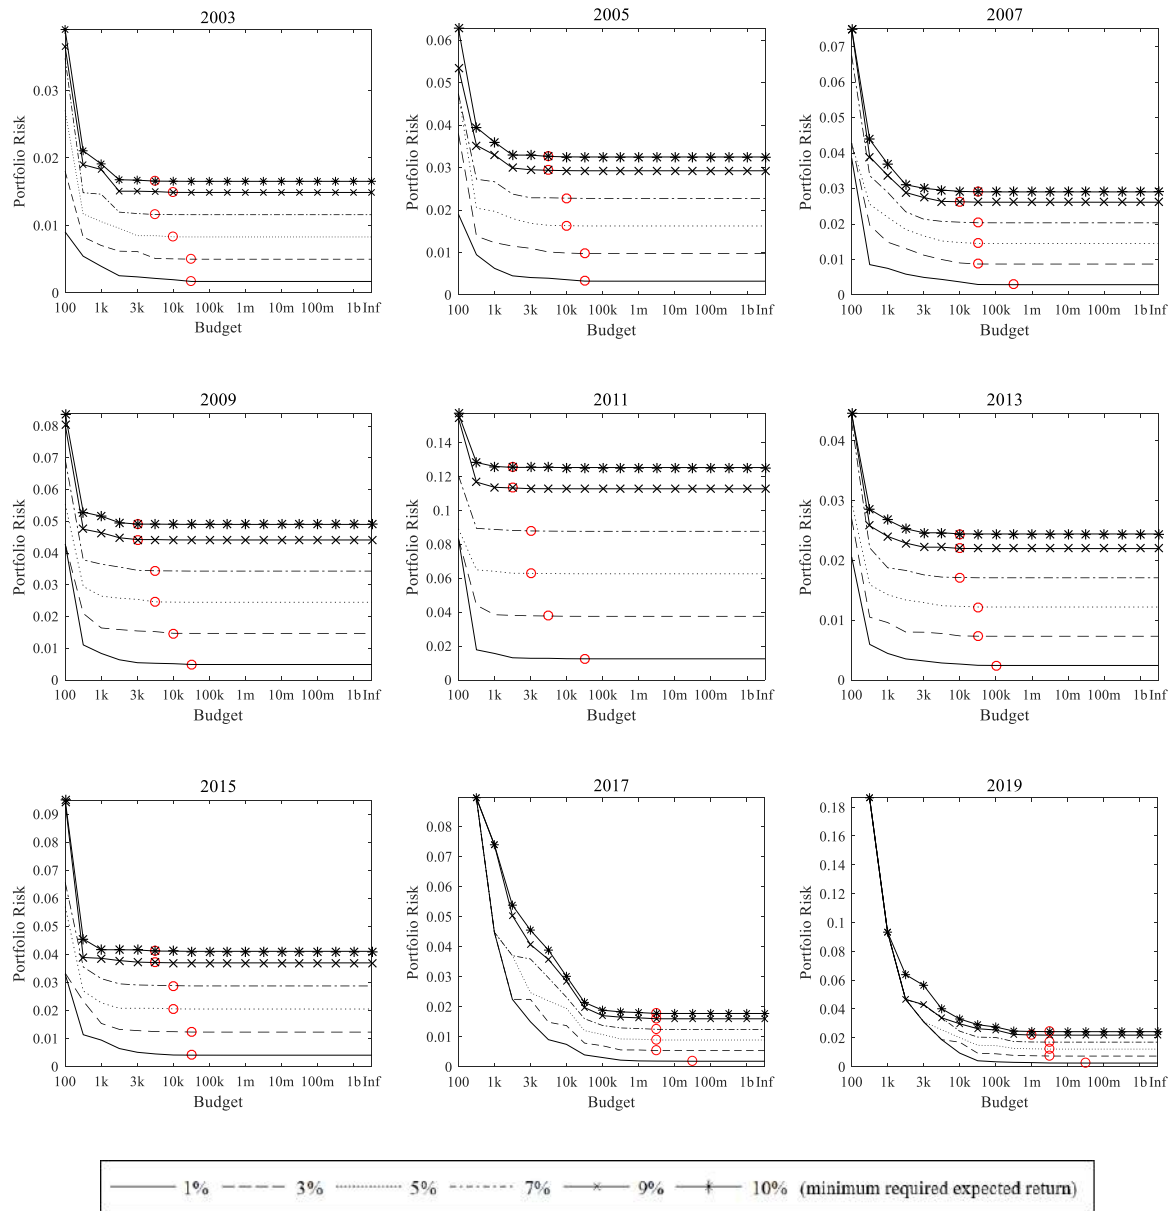 2003
Portfolio Risk
0.03
0.02
0.01
0
100 1k 3k 10k 100k 1m 10m 100m 1b Inf
Budget
2005
Portfolio Risk
0.06
0.05
0.04
0.03
0.02
0.01
0
100 1k 3k 10k 100k 1m 10m 100m 1b Inf
Budget
2007
Portfolio Risk
0.07
0.06
0.05
0.04
0.03
0.02
0.01
0
100 1k 3k 10k 100k 1m 10m 100m 1b Inf
Budget
2009
Portfolio Risk
0.08
0.07
0.06
0.05
0.04
0.03
0.02
0.01
0
100 1k 3k 10k 100k 1m 10m 100m 1b Inf
Budget
2011
Portfolio Risk
0.14
0.12
0.1
0.08
0.06
0.04
0.02
0
100 1k 3k 10k 100k 1m 10m 100m 1b Inf
Budget
2013
Portfolio Risk
0.04
0.03
0.02
0.01
0
100 1k 3k 10k 100k 1m 10m 100m 1b Inf
Budget
2015
Portfolio Risk
0.09
0.08
0.07
0.06
0.05
0.04
0.03
0.02
0.01
0
100 1k 3k 10k 100k 1m 10m 100m 1b Inf
Budget
2017
Portfolio Risk
0.08
0.07
0.06
0.05
0.04
0.03
0.02
0.01
0
100 1k 3k 10k 100k 1m 10m 100m 1b Inf
Budget
2019
Portfolio Risk
0.18
0.16
0.14
0.12
0.1
0.08
0.06
0.04
0.02
0
100 1k 3k 10k 100k 1m 10m 100m 1b Inf
Budget
1% 3% 5% 7% 9% 10% (minimum required expected return)